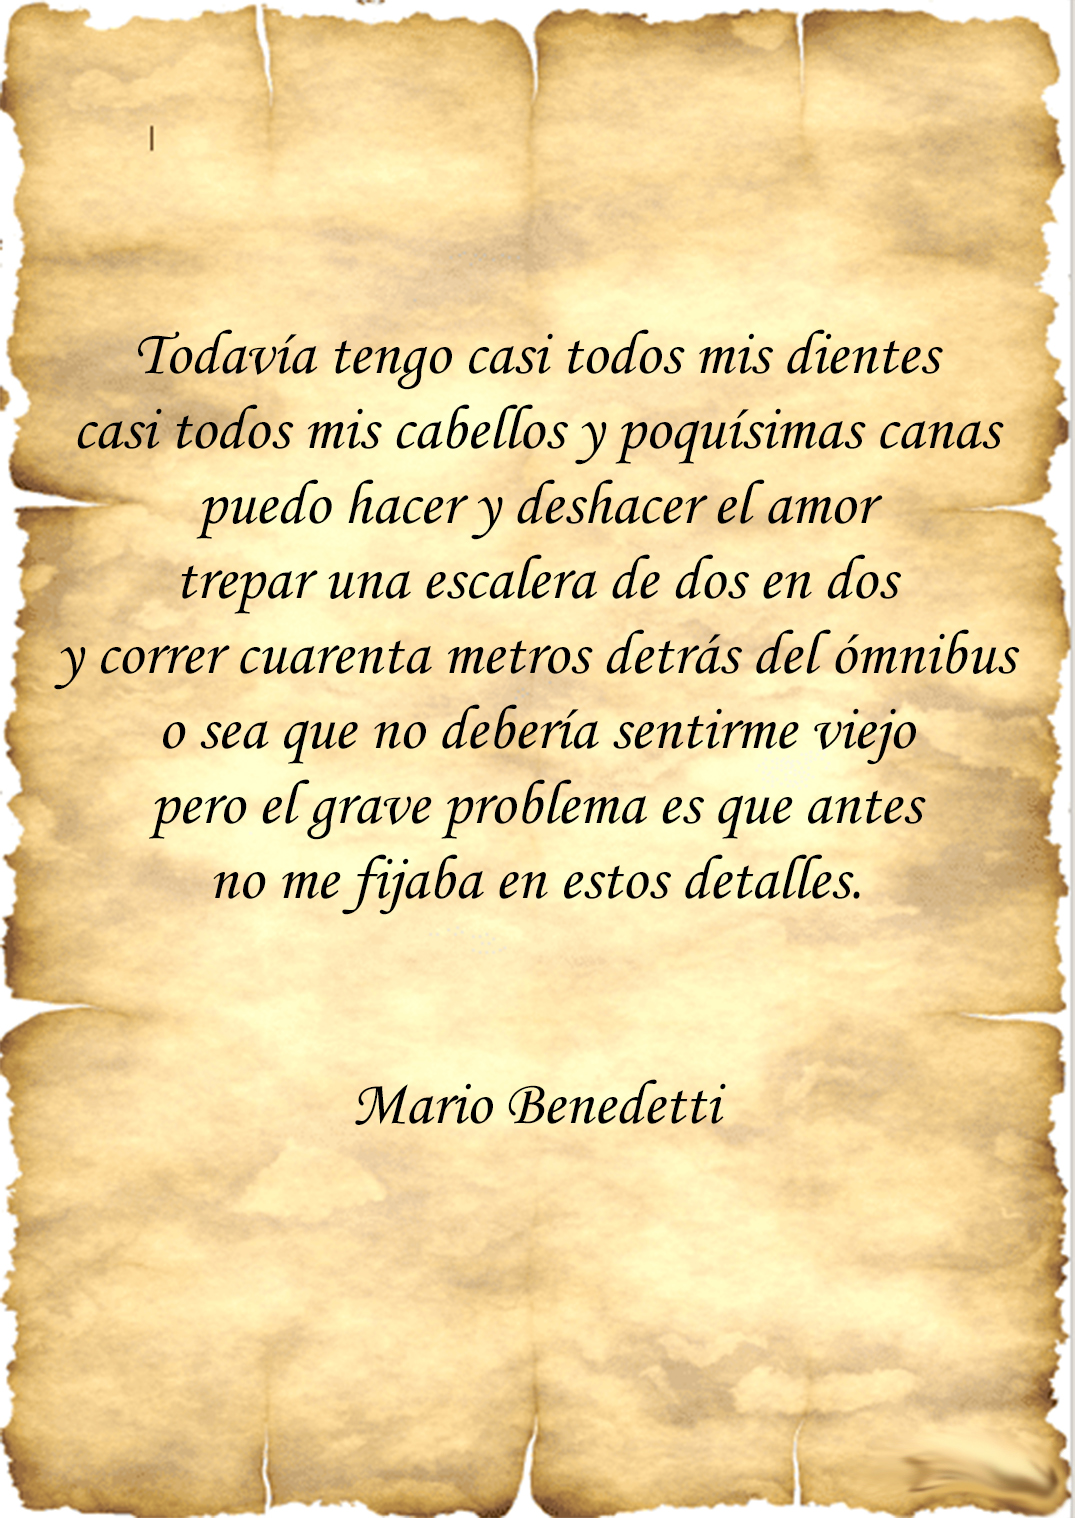 Todavía tengo casi todos mis dientes
casi todos mis cabellos y poquísimas canas
puedo hacer y deshacer el amor
trepar una escalera de dos en dos
y correr cuarenta metros detrás del ómnibus
o sea que no debería sentirme viejo
pero el grave problema es que antes
no me fijaba en estos detalles.
Mario Benedetti